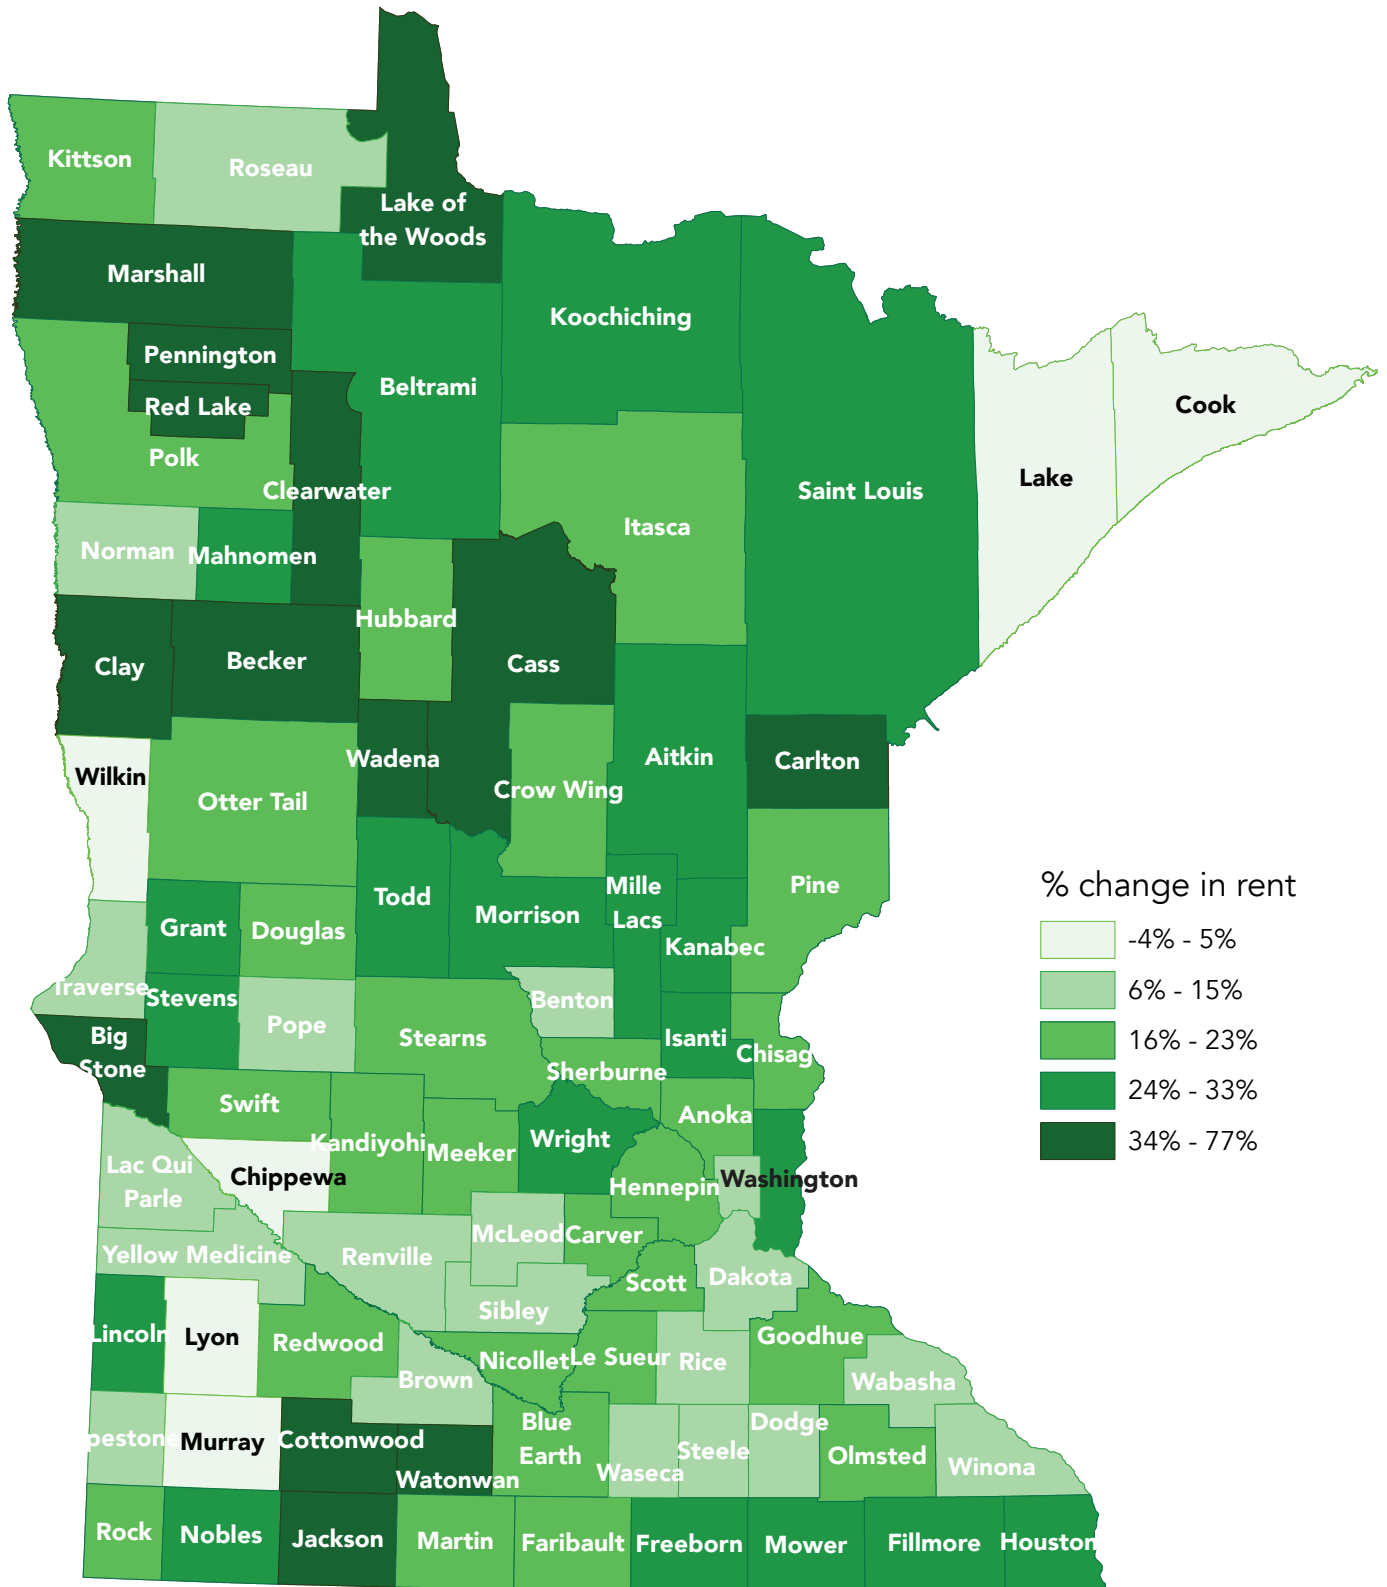 Kittson
Roseau
Lake of
the Woods
Marshall
Koochiching
Pennington
Beltrami
Red Lake
Cook
Polk
Lake
Clearwater
Saint Louis
Itasca
Norman
Mahnomen
Hubbard
Becker
Cass
Clay
Aitkin
Wadena
Carlton
Wilkin
Crow Wing
Otter Tail
% change in rent
Pine
Mille
Lacs
Todd
Morrison
Grant
Douglas
-4% - 5%
Kanabec
Traverse
6% - 15%
Stevens
Benton
Pope
Big
Stone
Stearns
Isanti
16% - 23%
Chisag
Sherburne
24% - 33%
Swift
Anoka
Wright
34% - 77%
Kandiyohi
Meeker
Lac Qui
Parle
Chippewa
Washington
Hennepin
McLeod
Carver
Yellow Medicine
Renville
Dakota
Scott
Sibley
Lincoln
Lyon
Goodhue
Redwood
Le Sueur
Nicollet
Rice
Brown
Wabasha
Blue
Earth
Dodge
pestone
Murray
Cottonwood
Steele
Olmsted
Winona
Waseca
Watonwan
Rock
Nobles
Jackson
Martin
Faribault
Freeborn
Mower
Fillmore
Houston